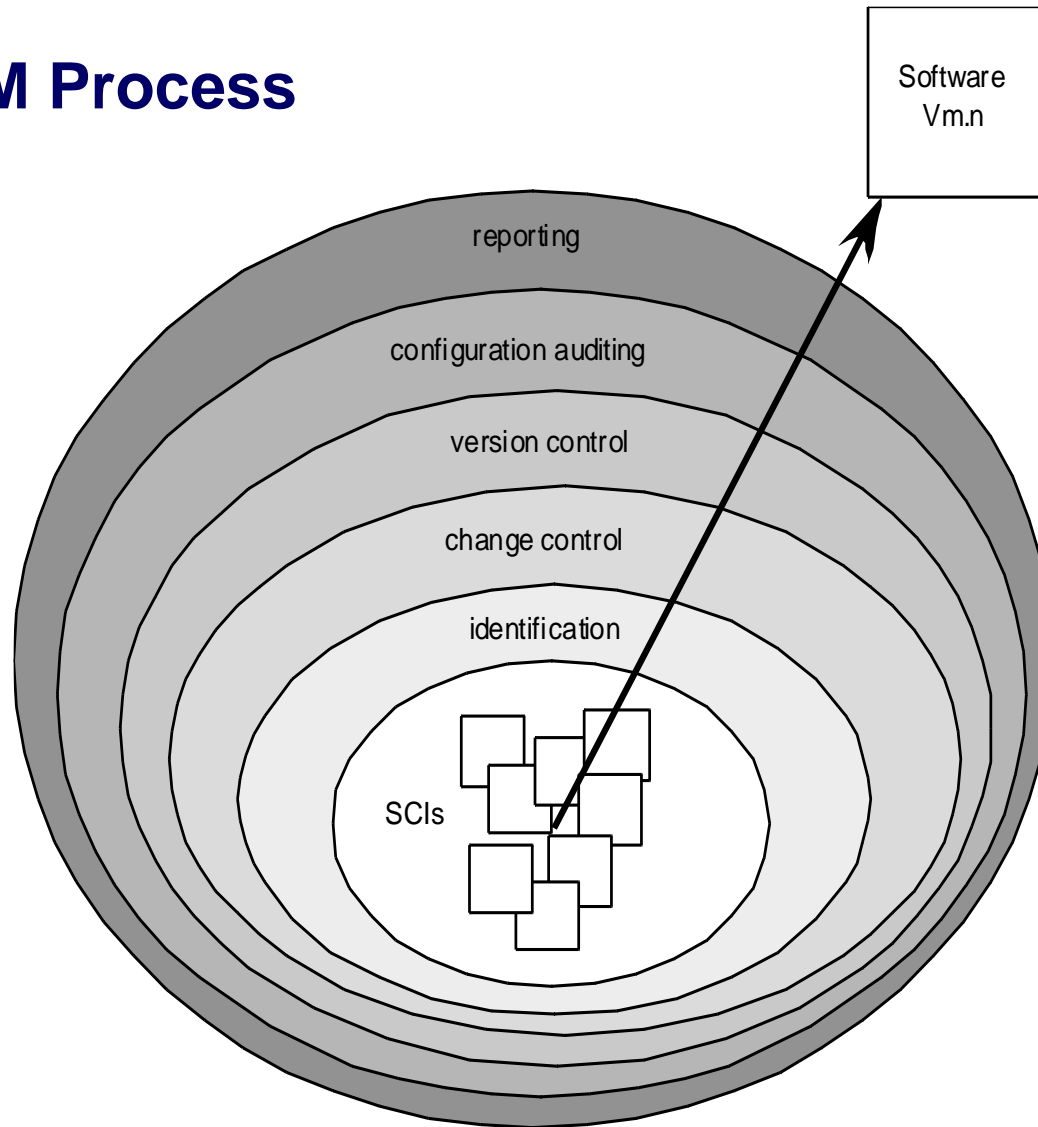 M Process
Software
Vm.n
reporting
configuration auditing
version control
change control
identification
SCIs